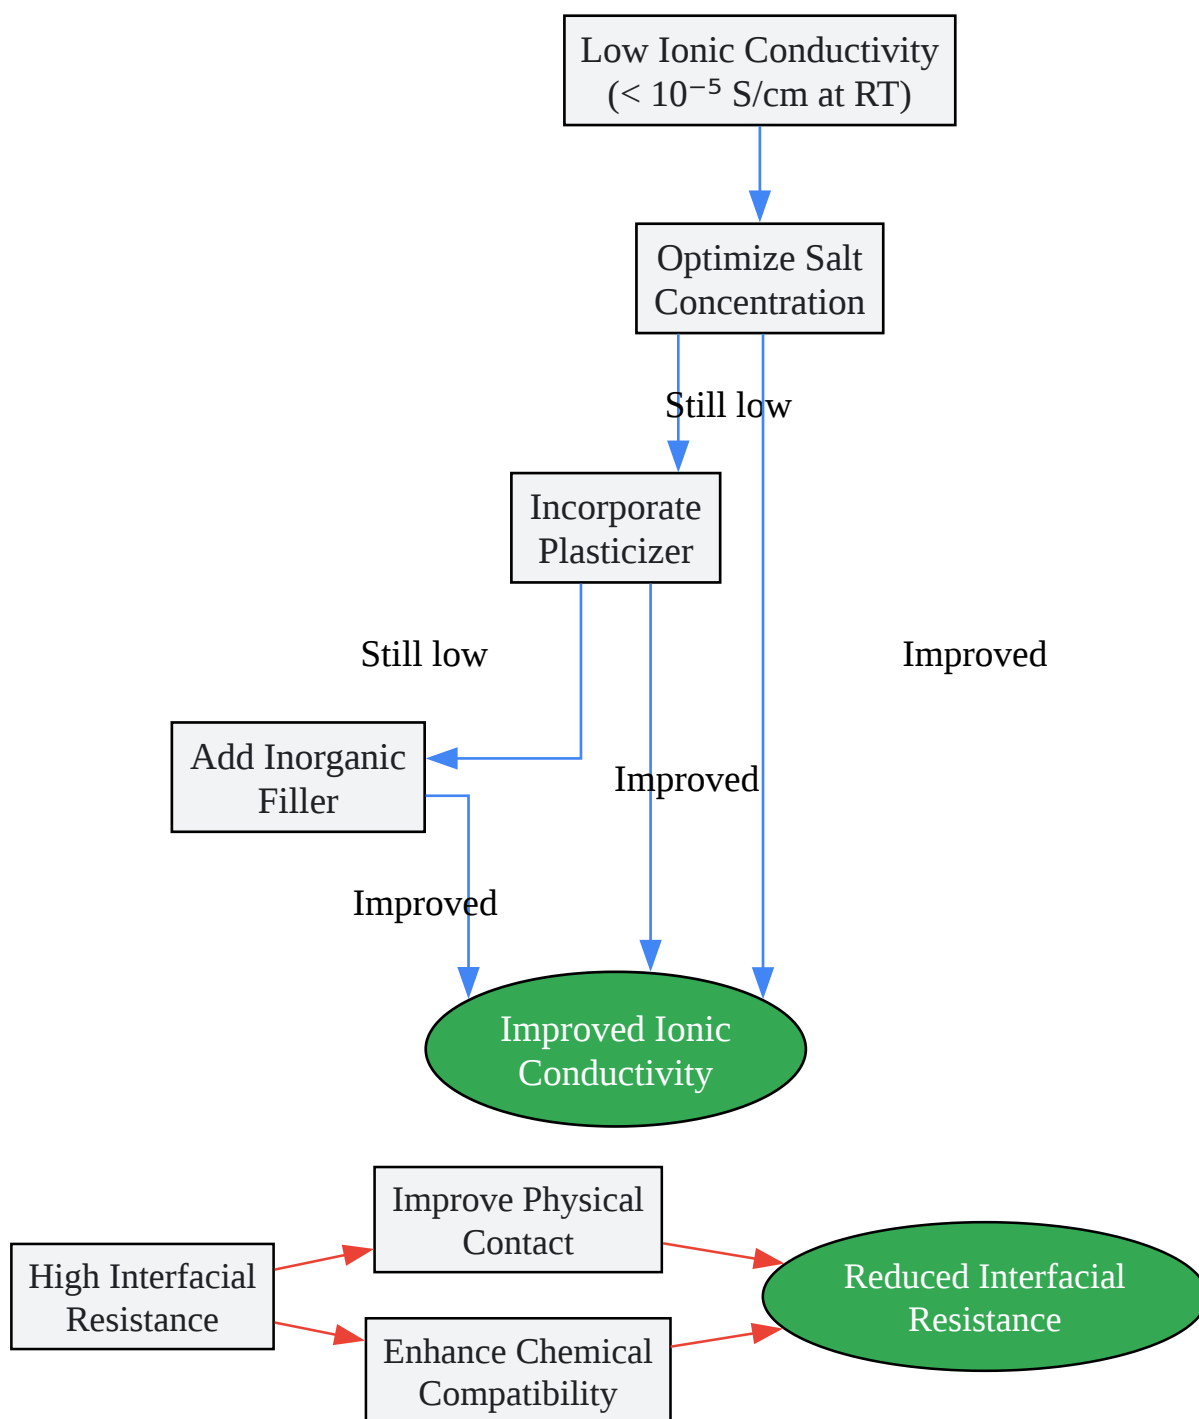 Low Ionic Conductivity
(< 10⁻⁵ S/cm at RT)
Optimize Salt
Concentration
Still low
Incorporate
Plasticizer
Still low
Improved
Add Inorganic
Filler
Improved
Improved
Improved Ionic
Conductivity
Improve Physical
Contact
High Interfacial
Resistance
Reduced Interfacial
Resistance
Enhance Chemical
Compatibility